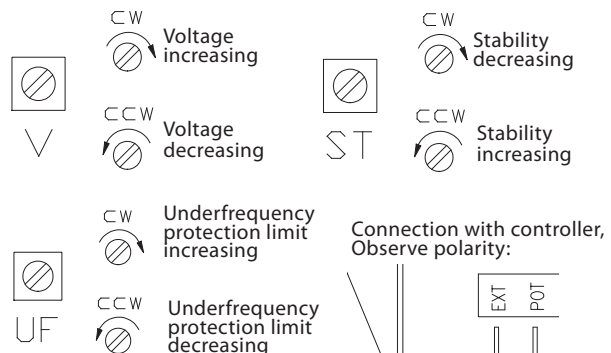 CW
Voltage
increasing
V
CCW
Voltage
decreasing
CW
Stability
decreasing
ST
CCW
Stability
increasing
CW
Underfrequency
protection limit
increasing
UF
CCW
Underfrequency
protection limit
decreasing
Connection with controller,
Observe polarity:
EXT
POT